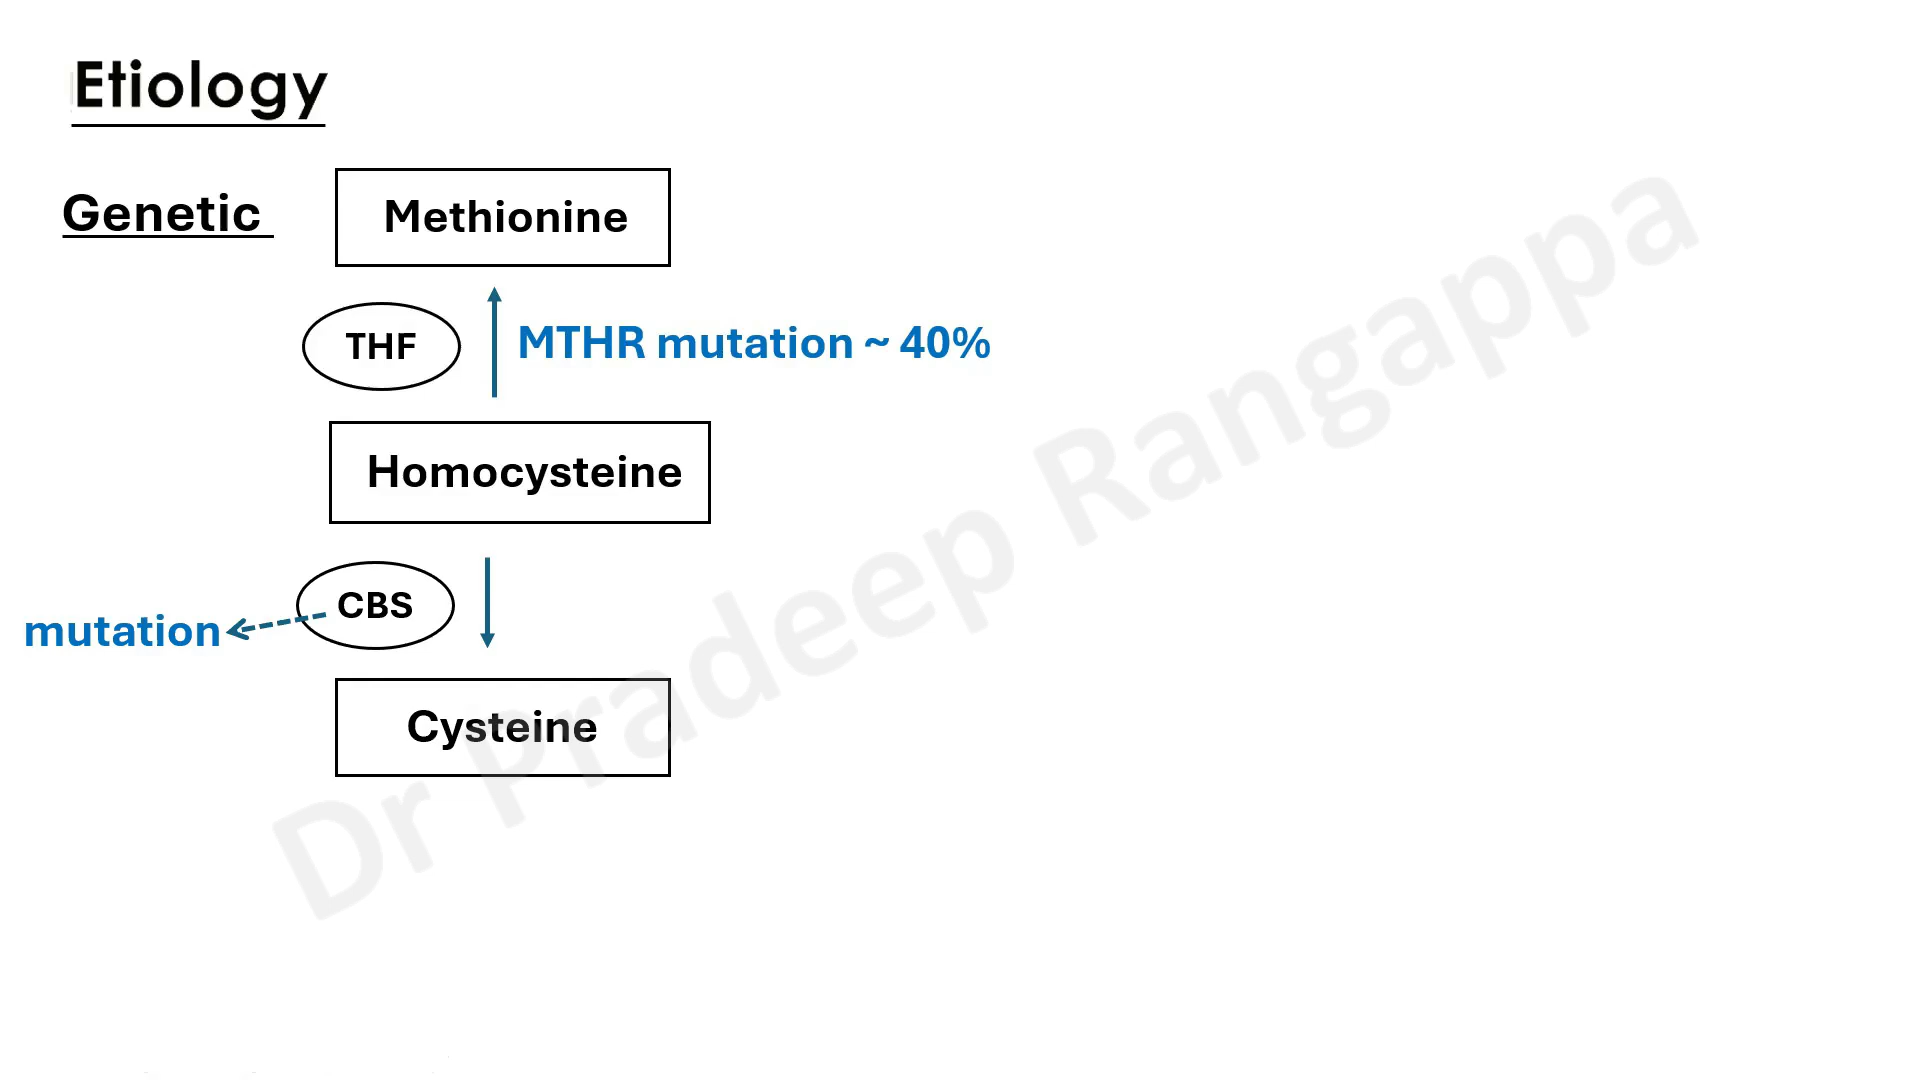 Etiology
Genetic
Methionine
THF
MTHR mutation ~ 40%
Homocysteine
CBS
mutation
Cysteine
Dr Pradeep Rangappa